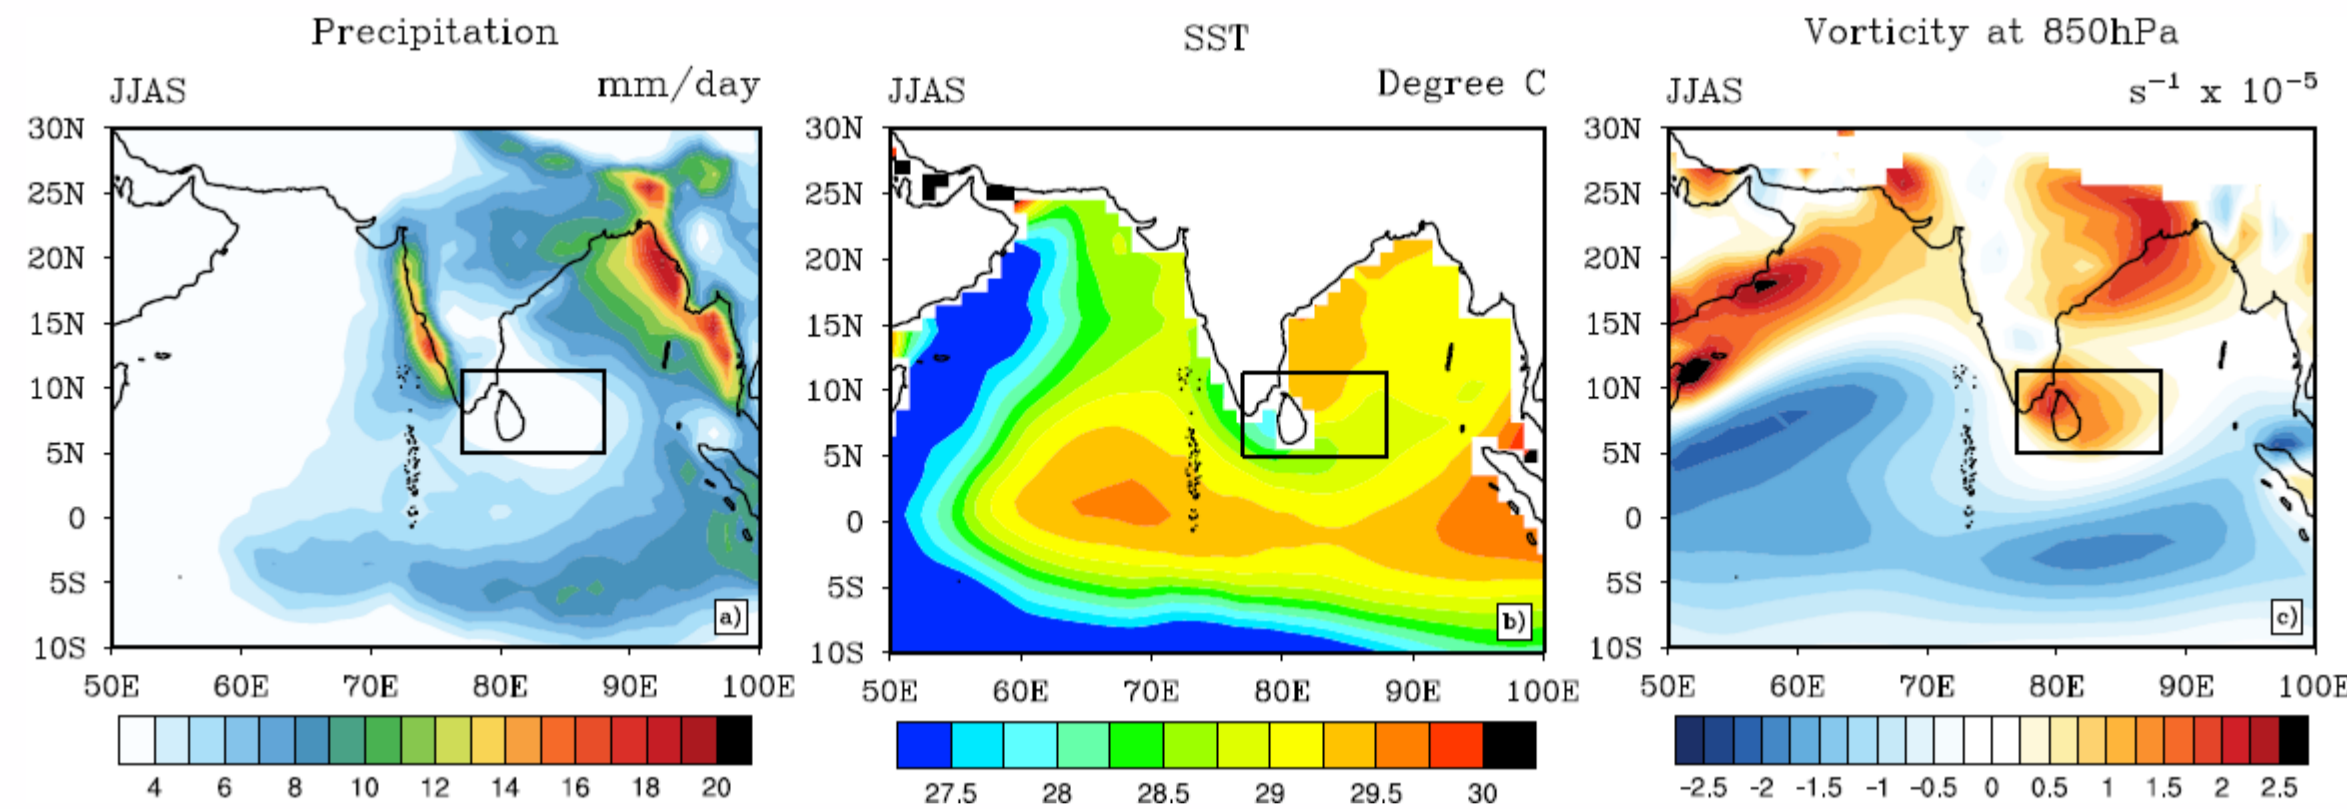 Precipitation
JJAS mm/day
30N
25N
20N
15N
10N
5N
0
5S
10S
50E 60E 70E 80E 90E 100E
a)
4 6 8 10 12 14 16 18 20
SST
JJAS Degree C
30N
25N
20N
15N
10N
5N
0
5S
10S
50E 60E 70E 80E 90E 100E
b)
27.5 28 28.5 29 29.5 30
Vorticity at 850hPa
JJAS s⁻¹ x 10⁻⁵
30N
25N
20N
15N
10N
5N
0
5S
10S
50E 60E 70E 80E 90E 100E
c)
-2.5 -2 -1.5 -1 -0.5 0 0.5 1 1.5 2 2.5